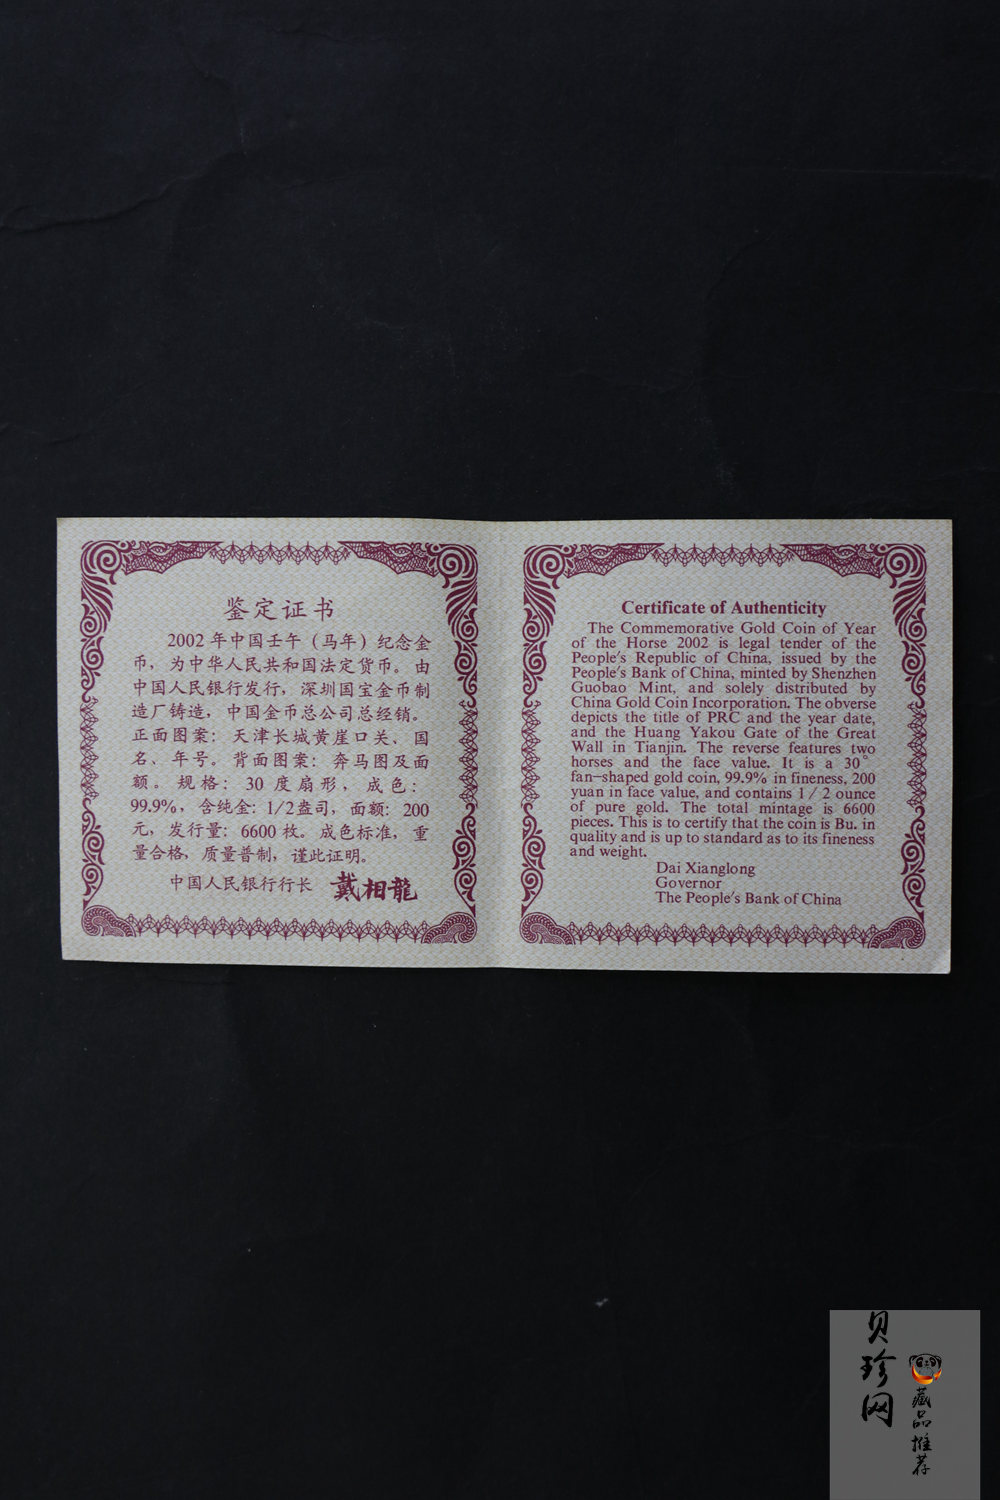 鉴定证书
2002年中国壬午（马年）纪念金
币，为中华人民共和国法定货币。由
中国人民银行发行，深圳国宝金币制
造厂铸造，中国金币总公司总经销。
正面图案：天津长城黄崖口关、国
名、年号。背面图案：奔马图及面
额。规格：30度扇形，成色：
99.9%，含纯金：1/2盎司，面额：200
元，发行量：6600枚。成色标准，重
量合格，质量普制，谨此证明。
中国人民银行行长 戴相龍
Certificate of Authenticity
The Commemorative Gold Coin of Year
of the Horse 2002 is legal tender of the
People's Republic of China, issued by the
People's Bank of China, minted by Shenzhen
Guobao Mint, and solely distributed by
China Gold Coin Incorporation. The obverse
depicts the title of PRC and the year date,
and the Huang Yakou Gate of the Great
Wall in Tianjin. The reverse features two
horses and the face value. It is a 30°
fan-shaped gold coin, 99.9% in fineness, 200
yuan in face value, and contains 1/2 ounce
of pure gold. The total mintage is 6600
pieces. This is to certify that the coin is Bu. in
quality and is up to standard as to its fineness
and weight.
Dai Xianglong
Governor
The People's Bank of China
贝珍网
藏品推荐